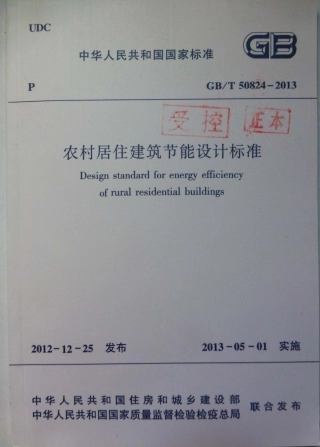 UDC
中华人民共和国国家标准
GB
P
GB/T 50824-2013
受控
正本
农村居住建筑节能设计标准
Design standard for energy efficiency
of rural residential buildings
2012-12-25 发布
2013-05-01 实施
中华人民共和国住房和城乡建设部
中华人民共和国国家质量监督检验检疫总局
联合发布